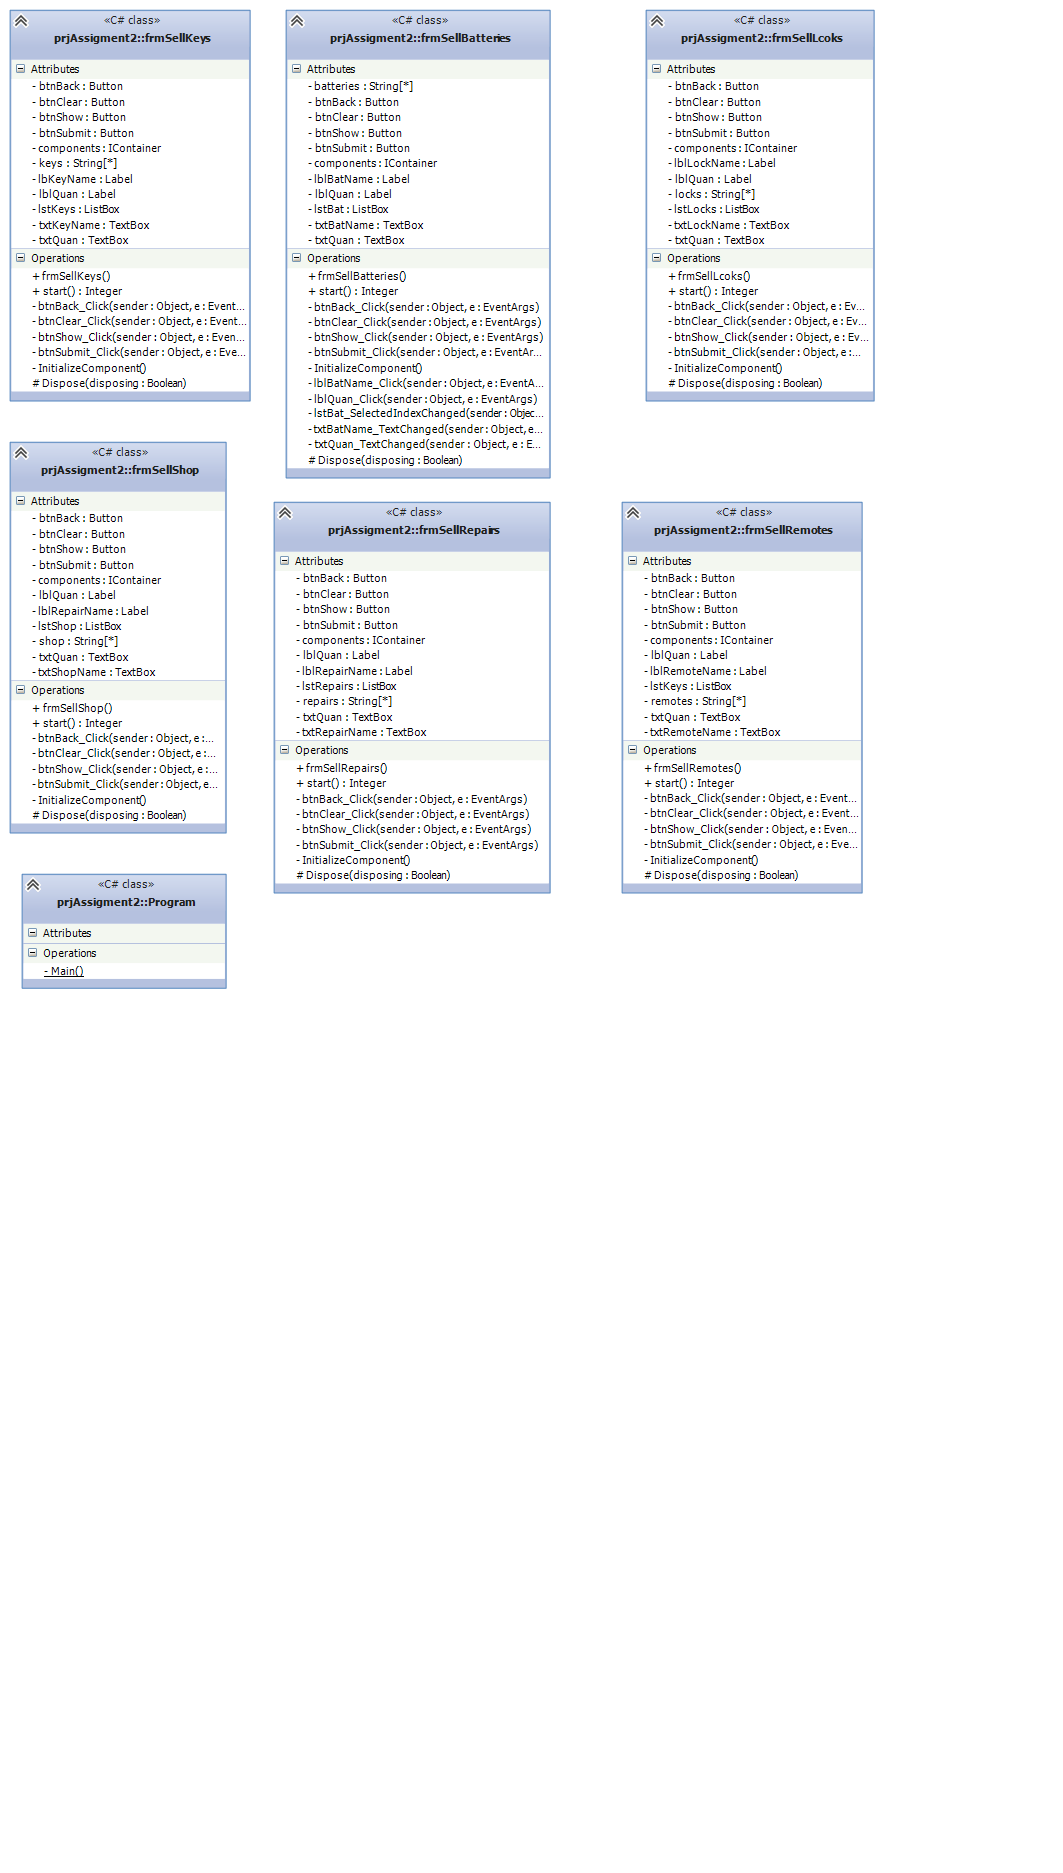 «C# class»
prjAssigment2::frmSellKeys
Attributes
- btnBack : Button
- btnClear : Button
- btnShow : Button
- btnSubmit : Button
- components : IContainer
- keys : String[*]
- lbKeyName : Label
- lblQuan : Label
- lstKeys : ListBox
- txtKeyName : TextBox
- txtQuan : TextBox
Operations
+ frmSellKeys()
+ start() : Integer
- btnBack_Click(sender : Object, e : Event...
- btnClear_Click(sender : Object, e : Event...
- btnShow_Click(sender : Object, e : Even...
- btnSubmit_Click(sender : Object, e : Eve...
- InitializeComponent()
# Dispose(disposing : Boolean)
«C# class»
prjAssigment2::frmSellBatteries
Attributes
- batteries : String[*]
- btnBack : Button
- btnClear : Button
- btnShow : Button
- btnSubmit : Button
- components : IContainer
- lblBatName : Label
- lblQuan : Label
- lstBat : ListBox
- txtBatName : TextBox
- txtQuan : TextBox
Operations
+ frmSellBatteries()
+ start() : Integer
- btnBack_Click(sender : Object, e : EventArgs)
- btnClear_Click(sender : Object, e : EventArgs)
- btnShow_Click(sender : Object, e : EventArgs)
- btnSubmit_Click(sender : Object, e : EventAr...
- InitializeComponent()
- lblBatName_Click(sender : Object, e : EventA...
- lblQuan_Click(sender : Object, e : EventArgs)
- lstBat_SelectedIndexChanged(sender : Objec...
- txtBatName_TextChanged(sender : Object, e...
- txtQuan_TextChanged(sender : Object, e : E...
# Dispose(disposing : Boolean)
«C# class»
prjAssigment2::frmSellLcoks
Attributes
- btnBack : Button
- btnClear : Button
- btnShow : Button
- btnSubmit : Button
- components : IContainer
- lblLockName : Label
- lblQuan : Label
- locks : String[*]
- lstLocks : ListBox
- txtLockName : TextBox
- txtQuan : TextBox
Operations
+ frmSellLcoks()
+ start() : Integer
- btnBack_Click(sender : Object, e : Ev...
- btnClear_Click(sender : Object, e : Ev...
- btnShow_Click(sender : Object, e : Ev...
- btnSubmit_Click(sender : Object, e :...
- InitializeComponent()
# Dispose(disposing : Boolean)
«C# class»
prjAssigment2::frmSellShop
Attributes
- btnBack : Button
- btnClear : Button
- btnShow : Button
- btnSubmit : Button
- components : IContainer
- lblQuan : Label
- lblRepairName : Label
- lstShop : ListBox
- shop : String[*]
- txtQuan : TextBox
- txtShopName : TextBox
Operations
+ frmSellShop()
+ start() : Integer
- btnBack_Click(sender : Object, e :...
- btnClear_Click(sender : Object, e :...
- btnShow_Click(sender : Object, e :...
- btnSubmit_Click(sender : Object, e...
- InitializeComponent()
# Dispose(disposing : Boolean)
«C# class»
prjAssigment2::frmSellRepairs
Attributes
- btnBack : Button
- btnClear : Button
- btnShow : Button
- btnSubmit : Button
- components : IContainer
- lblQuan : Label
- lblRepairName : Label
- lstRepairs : ListBox
- repairs : String[*]
- txtQuan : TextBox
- txtRepairName : TextBox
Operations
+ frmSellRepairs()
+ start() : Integer
- btnBack_Click(sender : Object, e : EventArgs)
- btnClear_Click(sender : Object, e : EventArgs)
- btnShow_Click(sender : Object, e : EventArgs)
- btnSubmit_Click(sender : Object, e : EventArgs)
- InitializeComponent()
# Dispose(disposing : Boolean)
«C# class»
prjAssigment2::frmSellRemotes
Attributes
- btnBack : Button
- btnClear : Button
- btnShow : Button
- btnSubmit : Button
- components : IContainer
- lblQuan : Label
- lblRemoteName : Label
- lstKeys : ListBox
- remotes : String[*]
- txtQuan : TextBox
- txtRemoteName : TextBox
Operations
+ frmSellRemotes()
+ start() : Integer
- btnBack_Click(sender : Object, e : Event...
- btnClear_Click(sender : Object, e : Event...
- btnShow_Click(sender : Object, e : Even...
- btnSubmit_Click(sender : Object, e : Eve...
- InitializeComponent()
# Dispose(disposing : Boolean)
«C# class»
prjAssigment2::Program
Attributes
Operations
- Main()